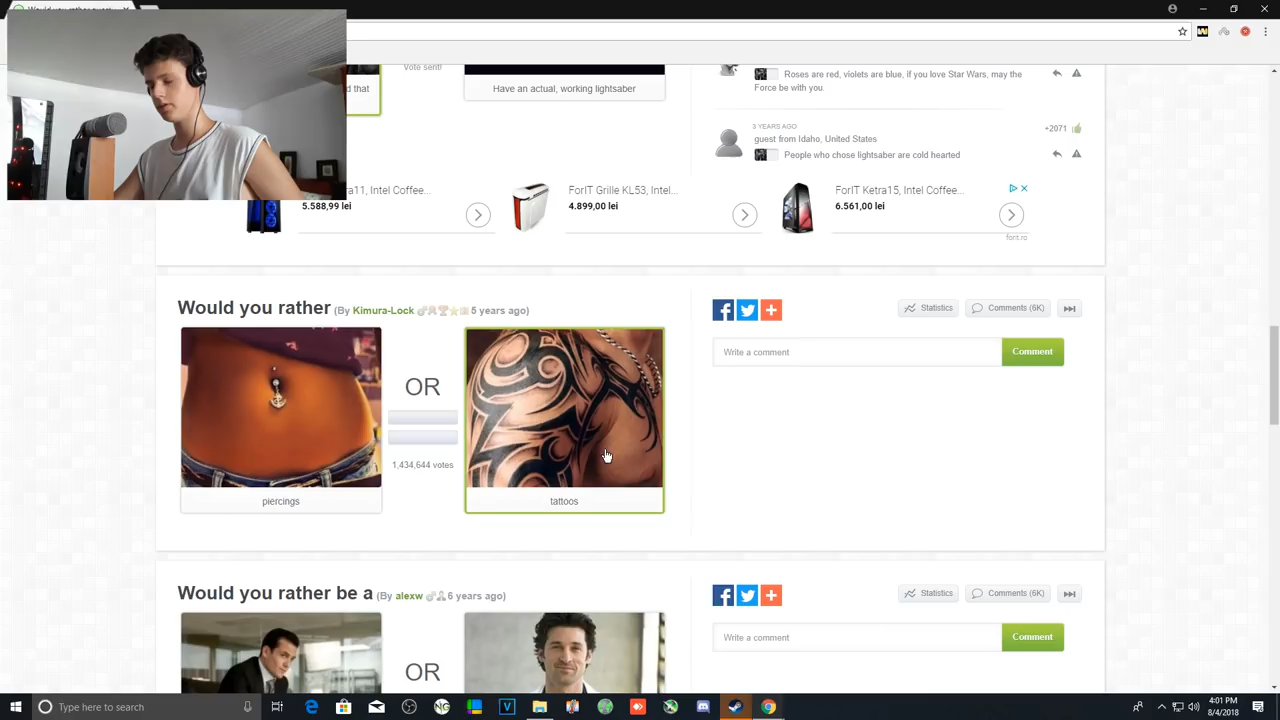 Would you rather
d that
Vote sent!
Have an actual, working lightsaber
Roses are red, violets are blue, if you love Star Wars, may the
Force be with you.
3 YEARS AGO
guest from Idaho, United States
+2071
People who chose lightsaber are cold hearted
ra11, Intel Coffee...
5.588,99 lei
ForIT Grille KL53, Intel...
4.899,00 lei
ForIT Ketra15, Intel Coffee...
6.561,00 lei
font.ro
Would you rather (By Kimura-Lock 5 years ago)
Statistics
Comments (6K)
Write a comment
Comment
OR
1,434,644 votes
piercings
tattoos
Would you rather be a (By alexw 6 years ago)
Statistics
Comments (6K)
Write a comment
Comment
OR
Type here to search
4:01 PM
8/4/2018